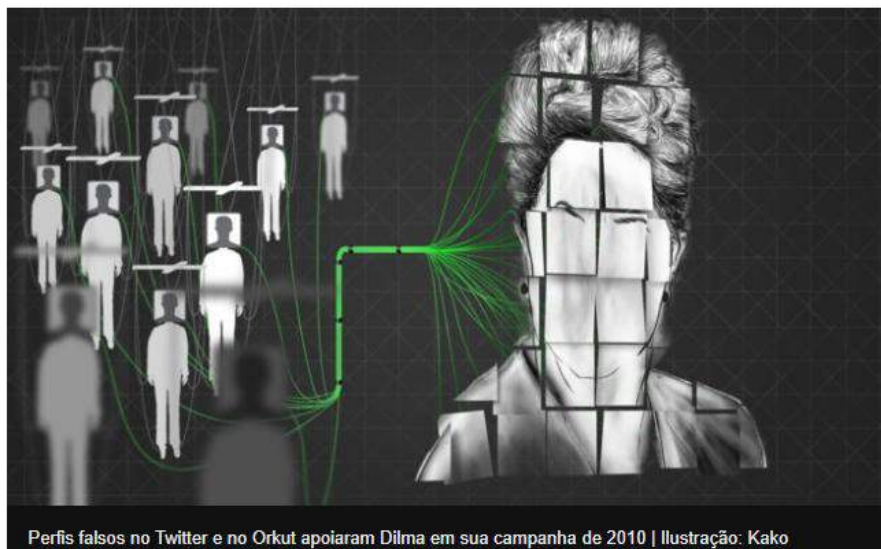 Perfis falsos no Twitter e no Orkut apoiaram Dilma em sua campanha de 2010 | Ilustração: Kako